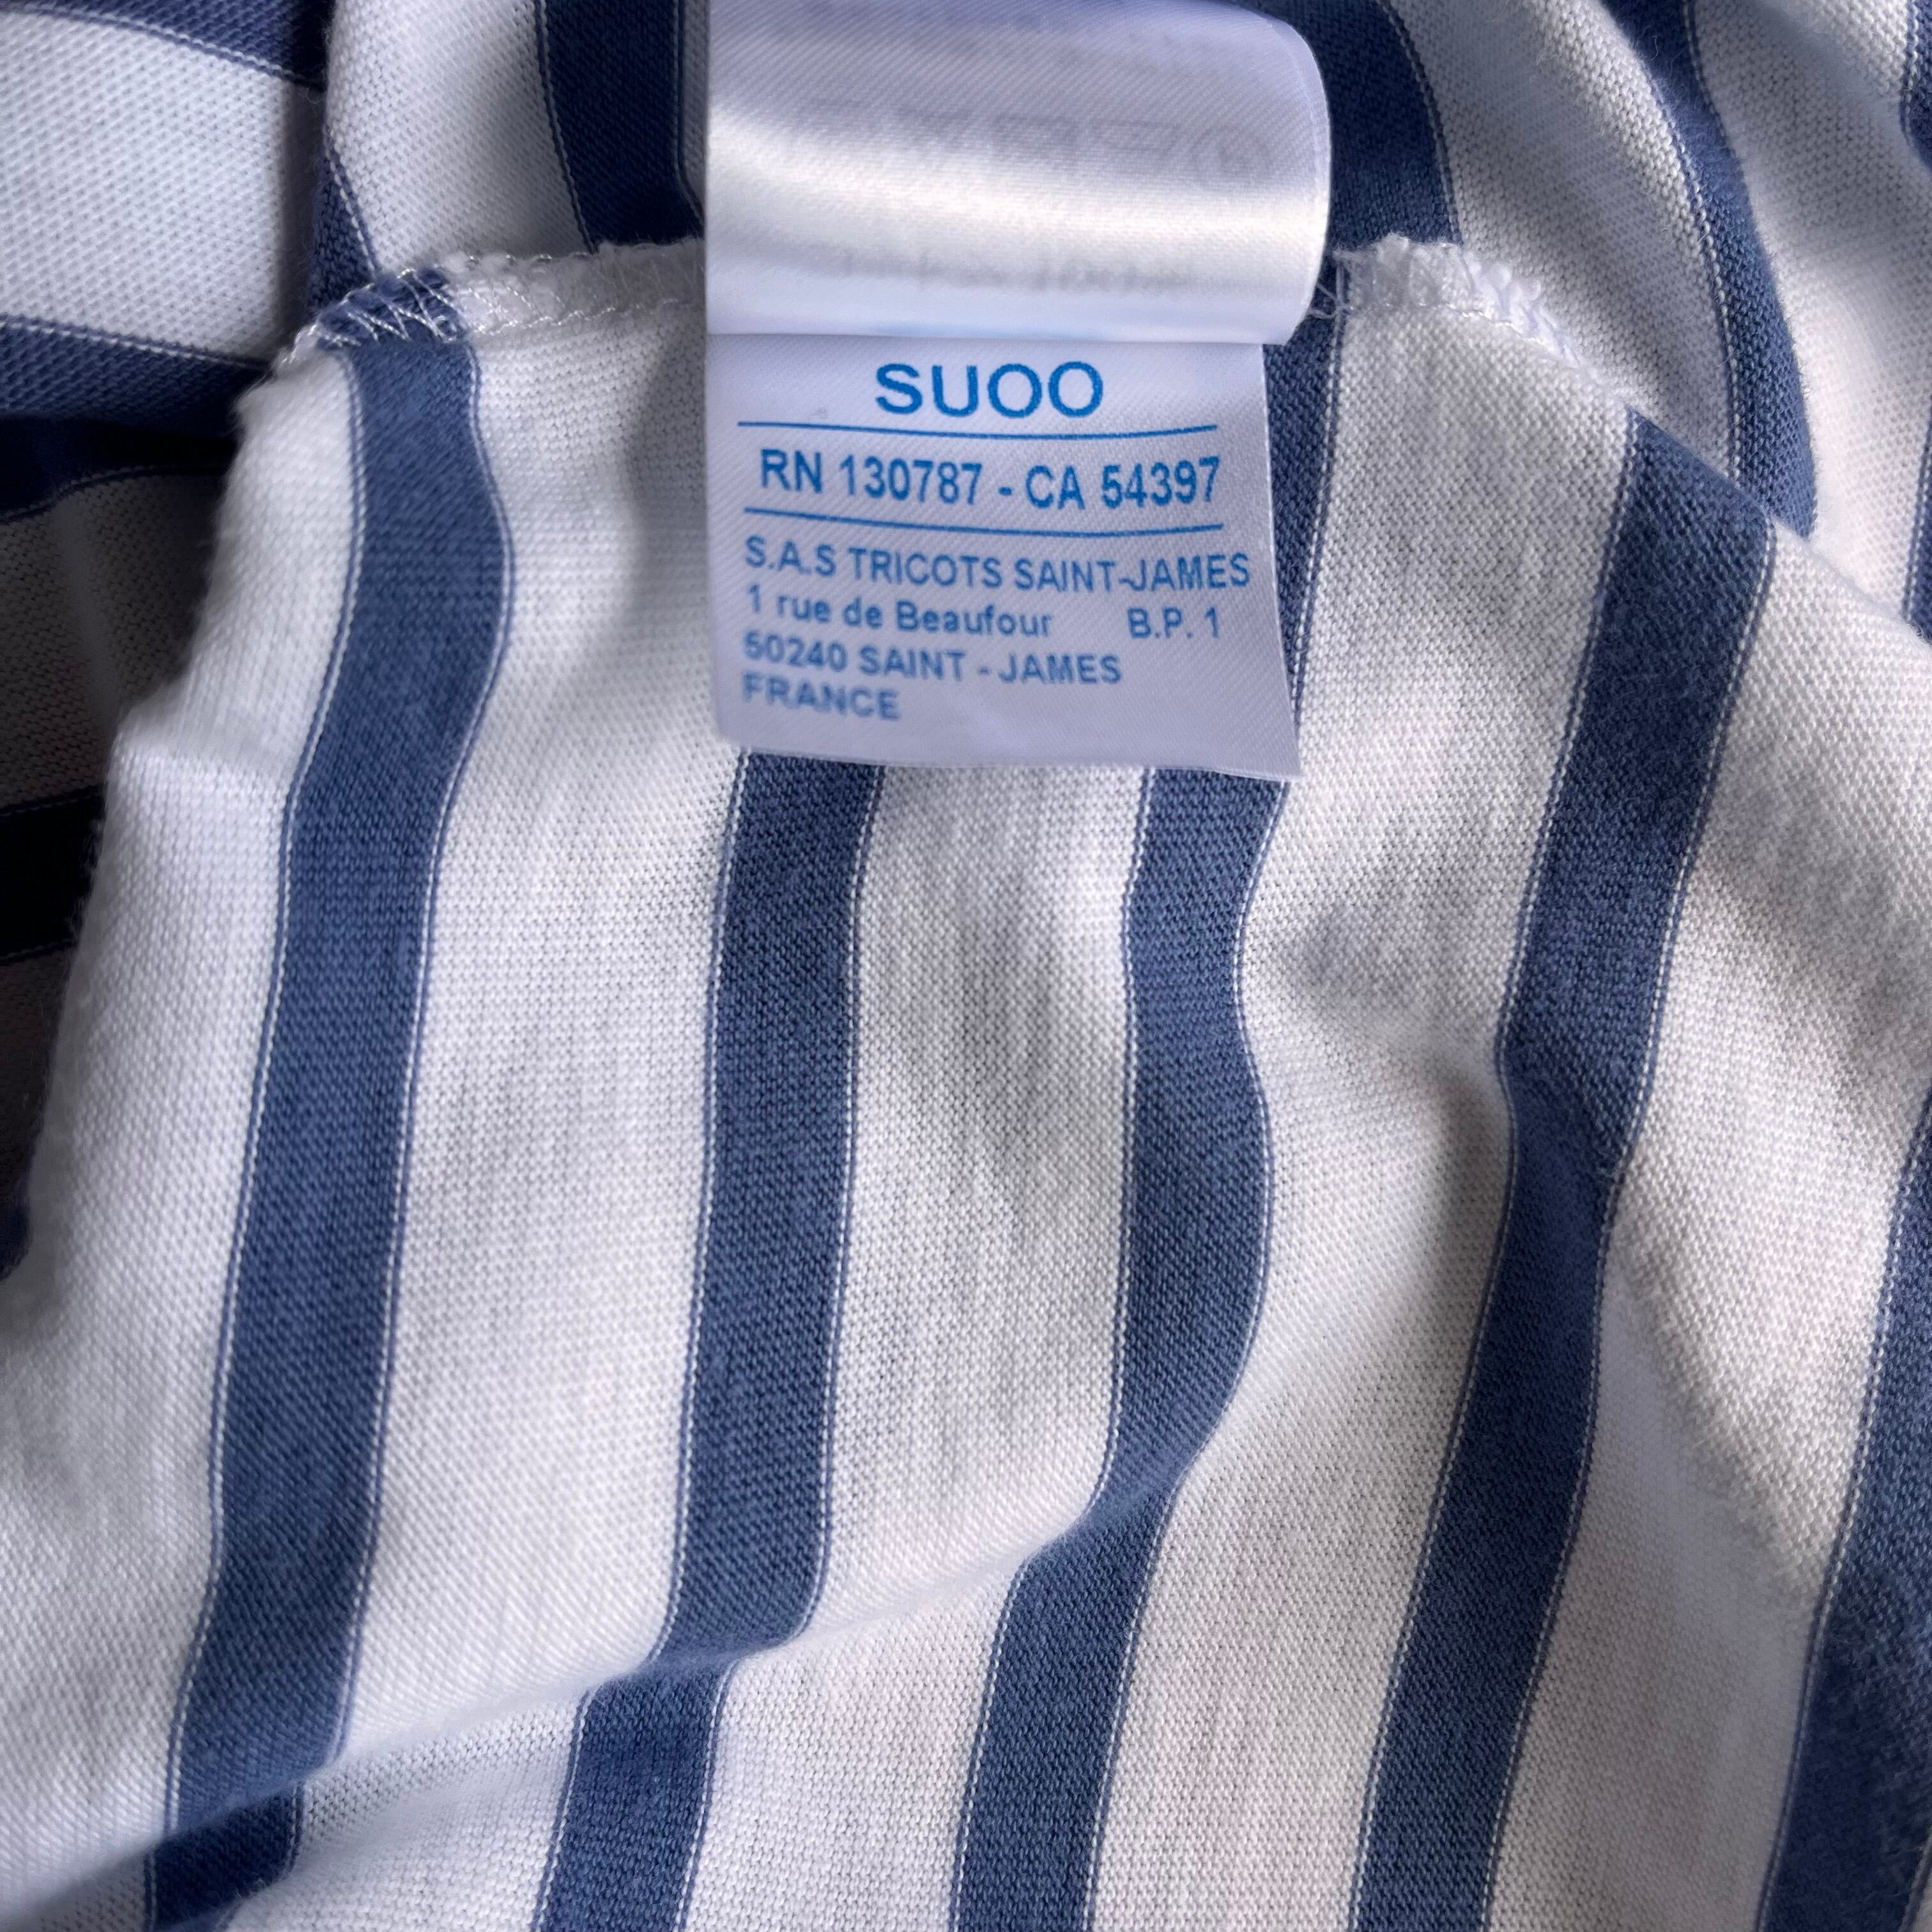 SUOO
RN 130787 - CA 54397
S.A.S TRICOTS SAINT-JAMES
1 rue de Beaufour B.P. 1
50240 SAINT - JAMES
FRANCE